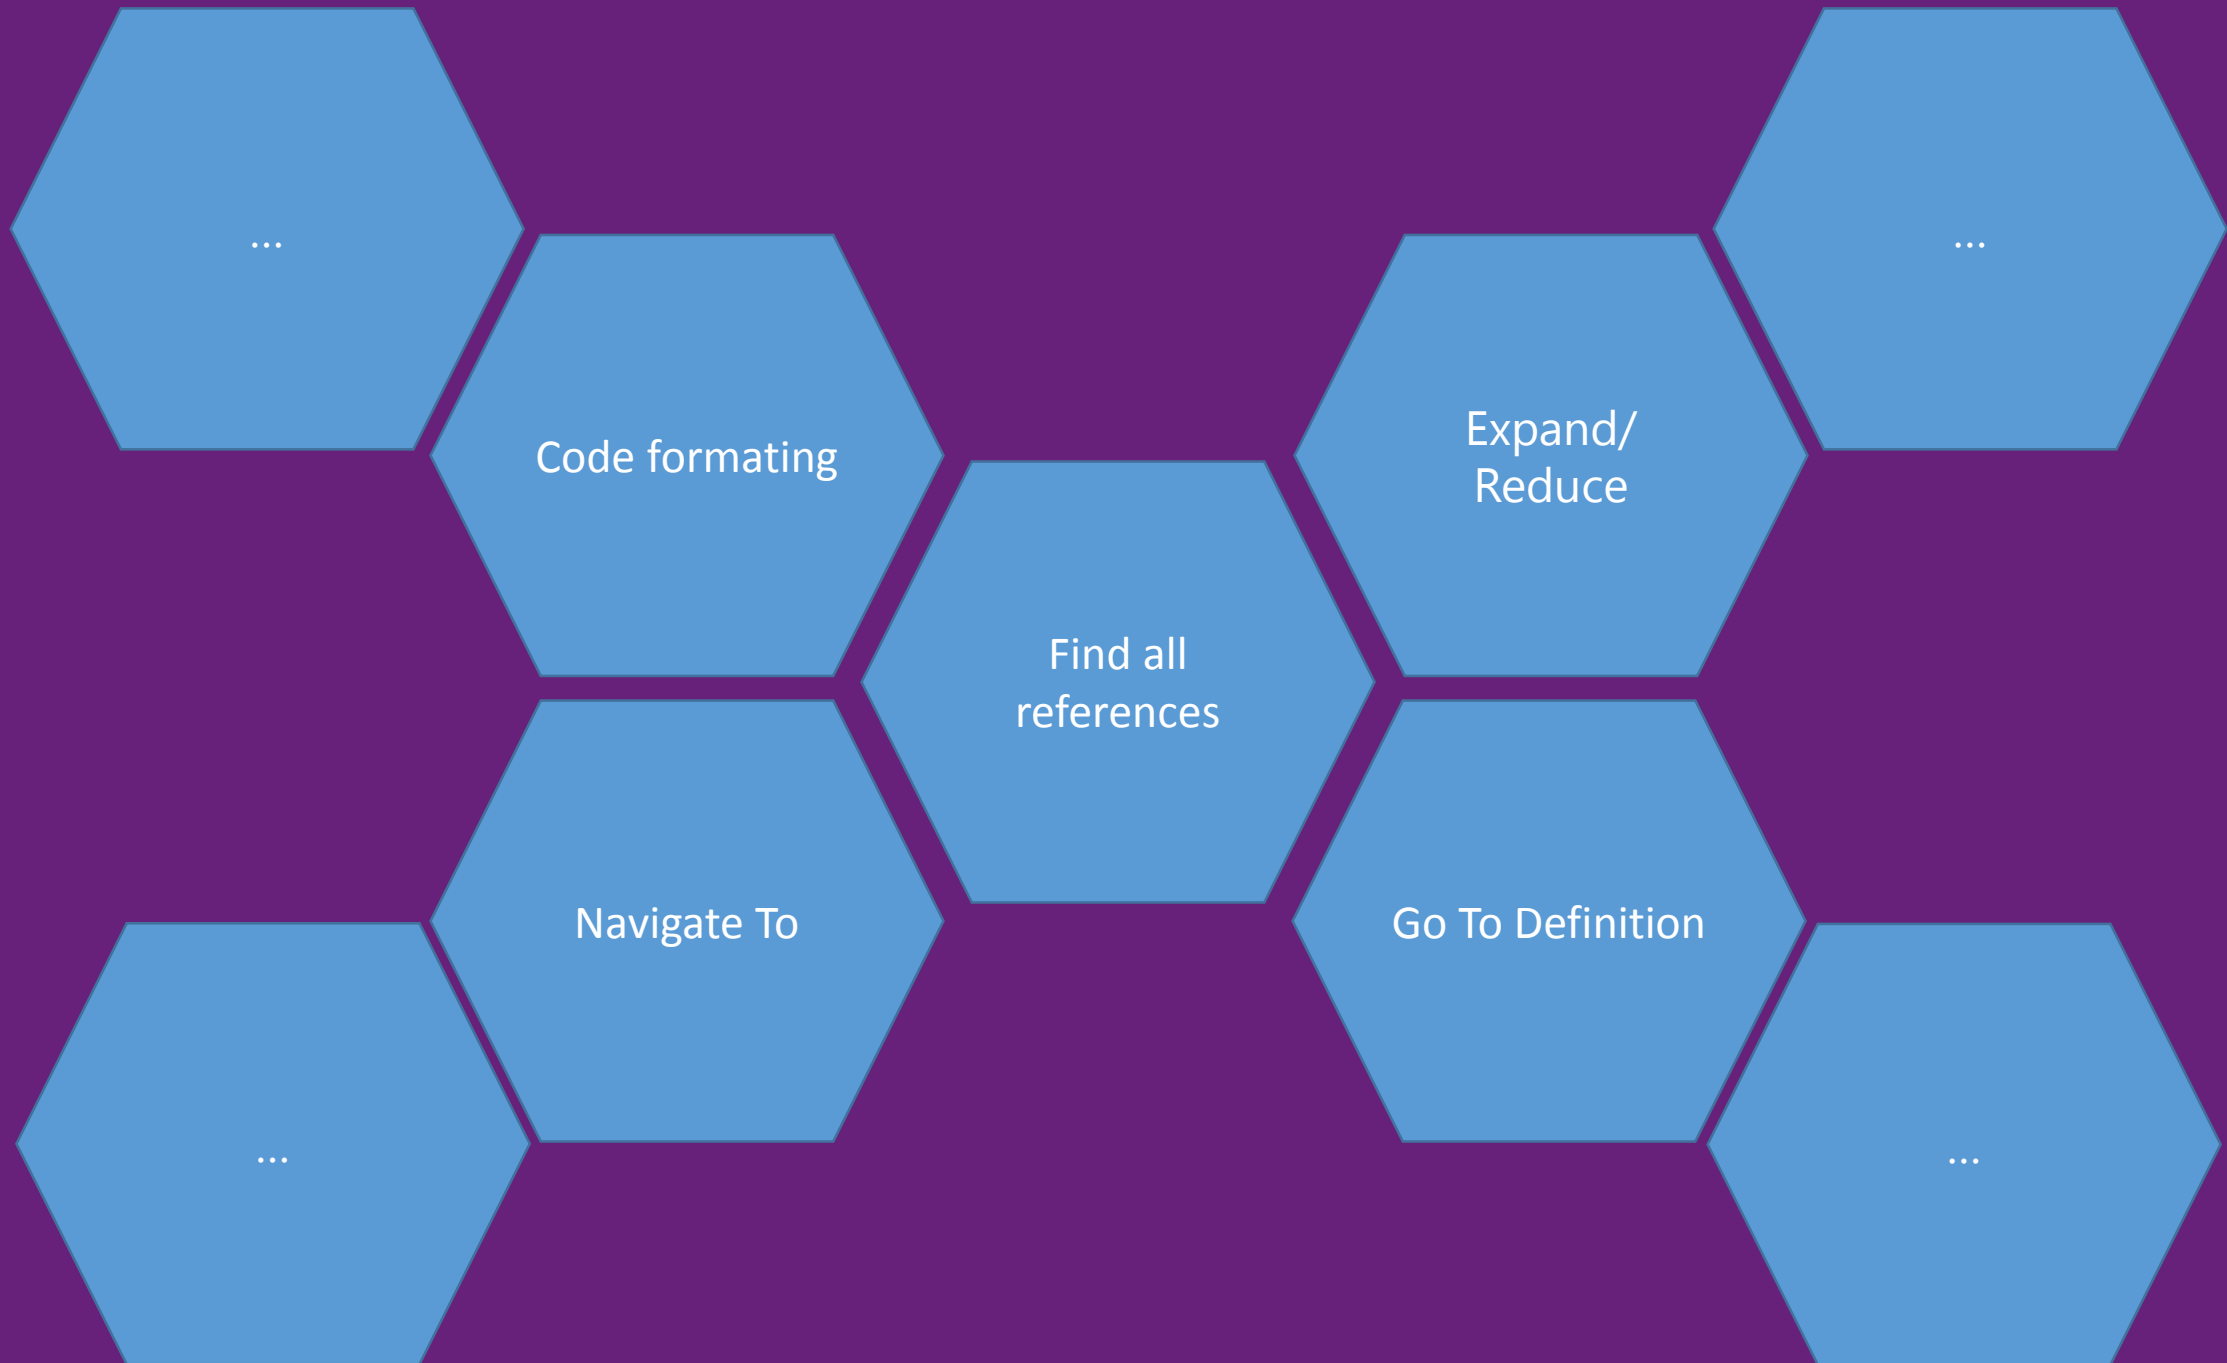 ...
...
Code formating
Expand/
Reduce
Find all
references
Navigate To
Go To Definition
...
...